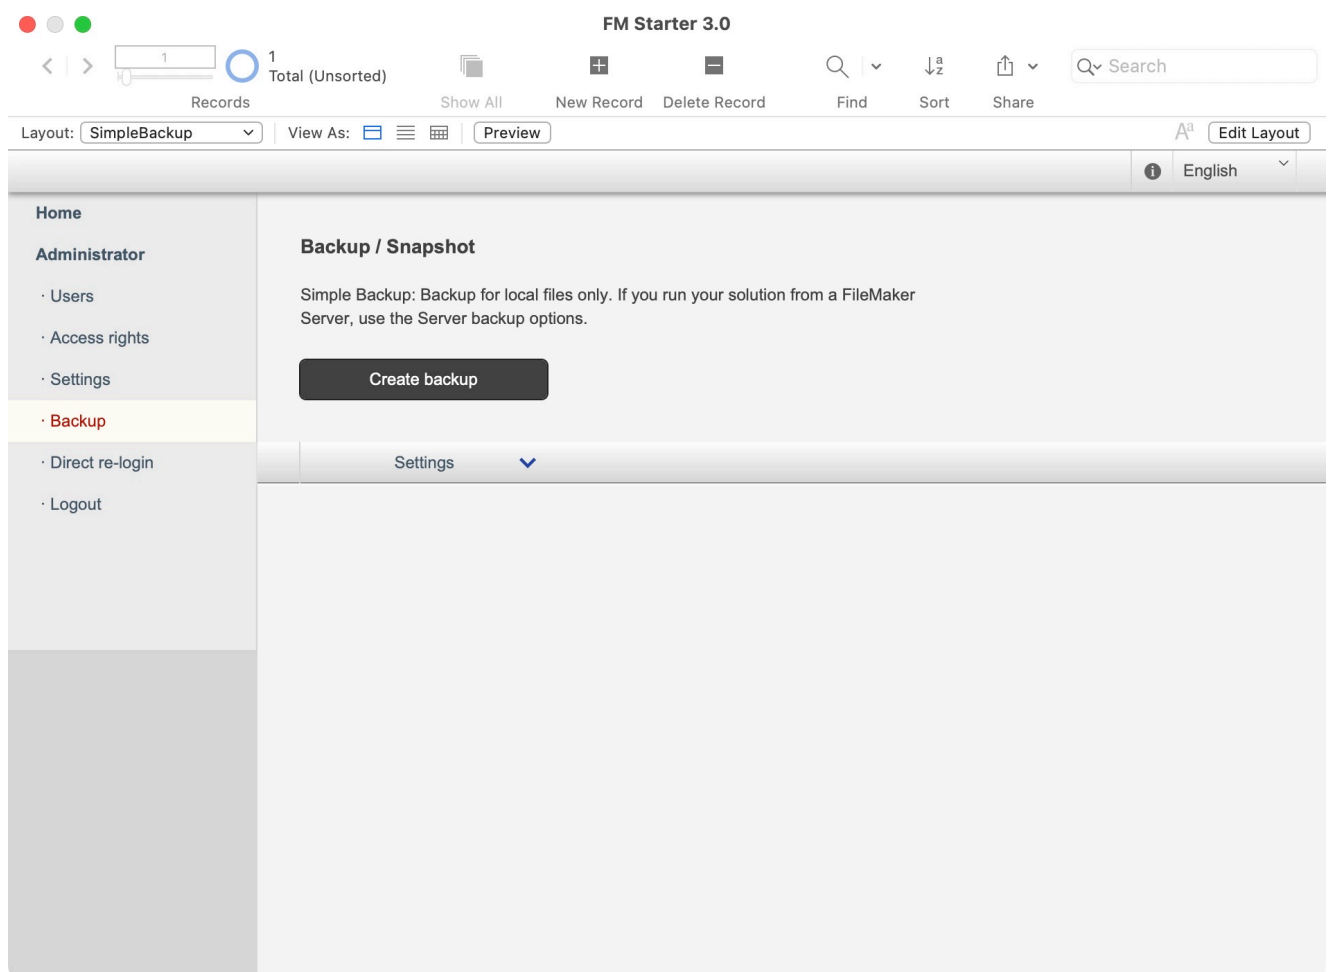 FM Starter 3.0
1
1
Total (Unsorted)
Search
Records
Show All
New Record
Delete Record
Find
Sort
Share
Layout: SimpleBackup
View As:
Preview
Aa
Edit Layout
English
Home
Administrator
· Users
· Access rights
· Settings
· Backup
· Direct re-login
· Logout
Backup / Snapshot
Simple Backup: Backup for local files only. If you run your solution from a FileMaker
Server, use the Server backup options.
Create backup
Settings